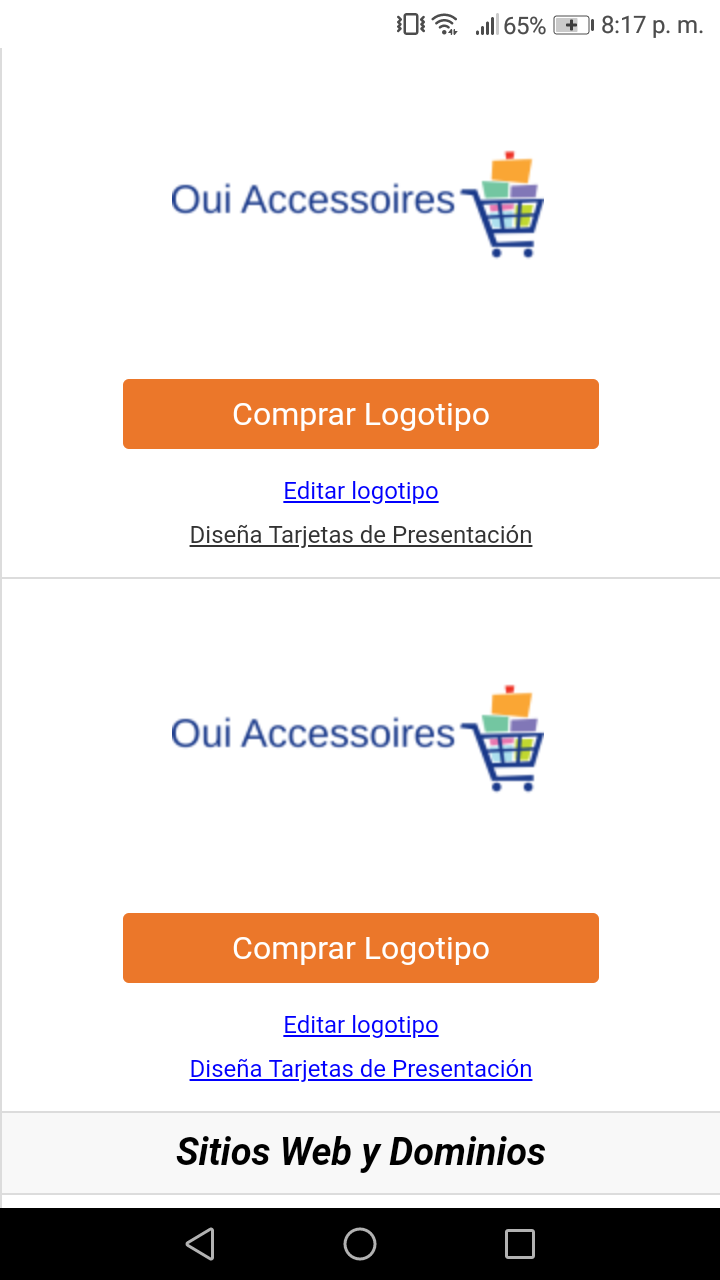 65% 8:17 p. m.
Oui Accessoires
Comprar Logotipo
Editar logotipo
Diseña Tarjetas de Presentación
Oui Accessoires
Comprar Logotipo
Editar logotipo
Diseña Tarjetas de Presentación
Sitios Web y Dominios